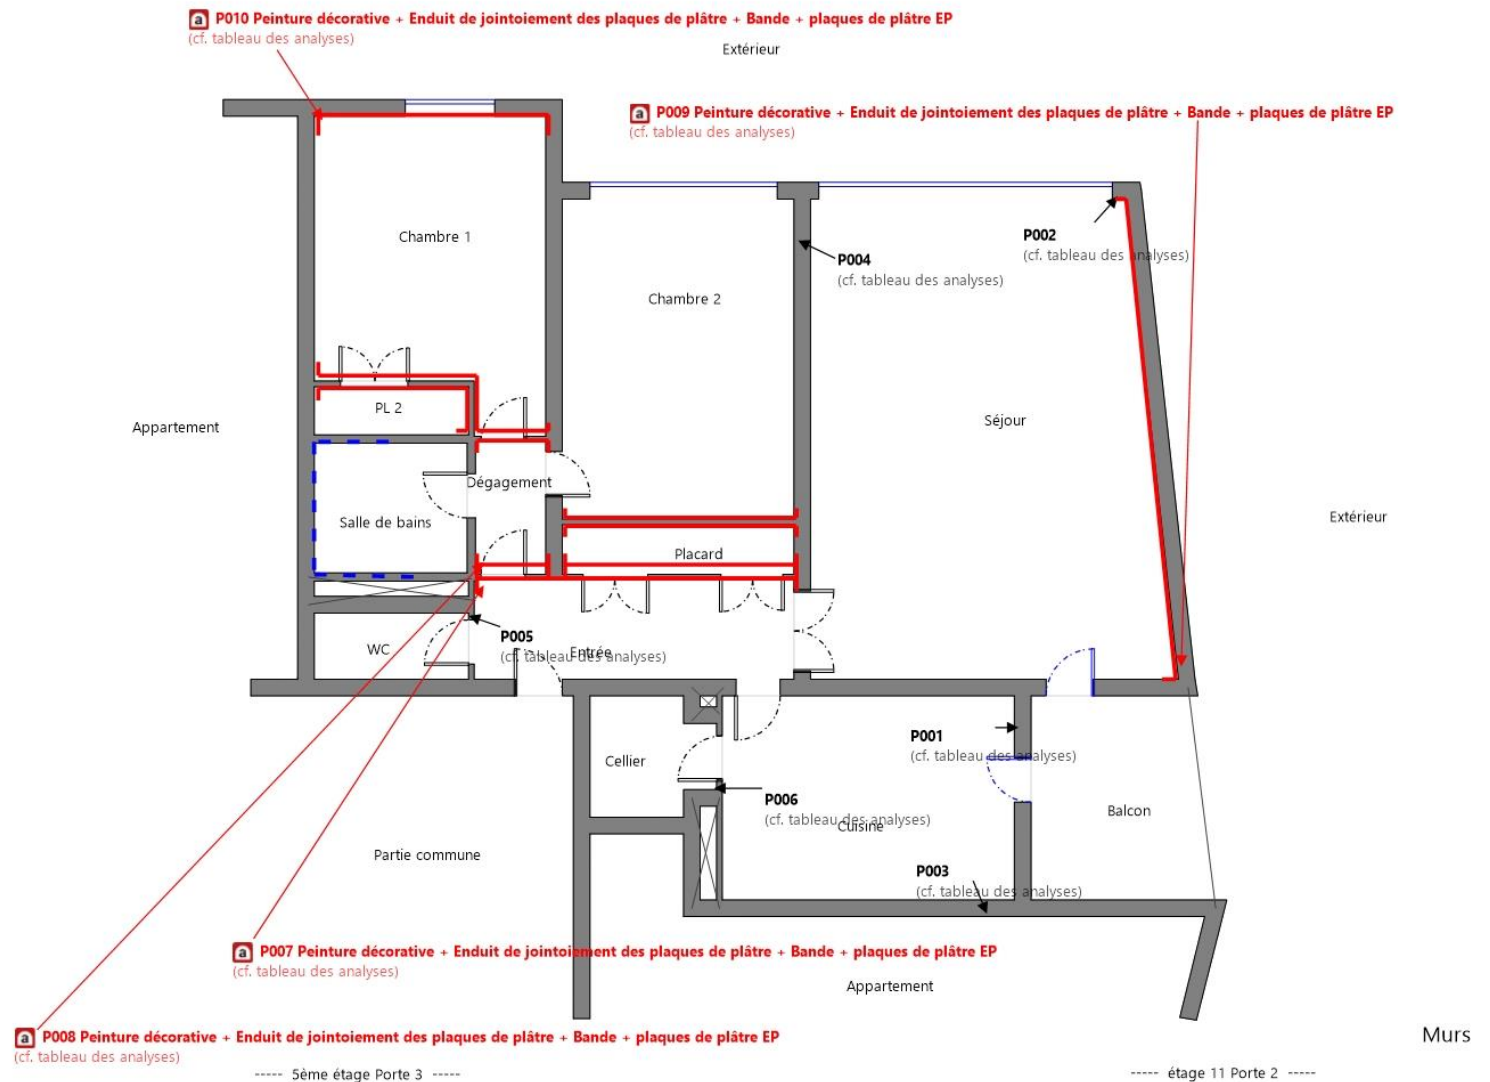 a P010 Peinture décorative + Enduit de jointoiement des plaques de plâtre + Bande + plaques de plâtre EP
(cf. tableau des analyses)
Extérieur
a P009 Peinture décorative + Enduit de jointoiement des plaques de plâtre + Bande + plaques de plâtre EP
(cf. tableau des analyses)
Chambre 1
P002
(cf. tableau des analyses)
P004
(cf. tableau des analyses)
Chambre 2
PL 2
Séjour
Appartement
Dégagement
Salle de bains
Extérieur
Placard
P005
(cf. tableau des analyses)
Entrée
WC
P001
(cf. tableau des analyses)
Cellier
P006
(cf. tableau des analyses)
Cuisine
Balcon
Partie commune
P003
(cf. tableau des analyses)
a P007 Peinture décorative + Enduit de jointoiement des plaques de plâtre + Bande + plaques de plâtre EP
(cf. tableau des analyses)
Appartement
a P008 Peinture décorative + Enduit de jointoiement des plaques de plâtre + Bande + plaques de plâtre EP
(cf. tableau des analyses)
Murs
----- 5ème étage Porte 3 -----
----- étage 11 Porte 2 -----